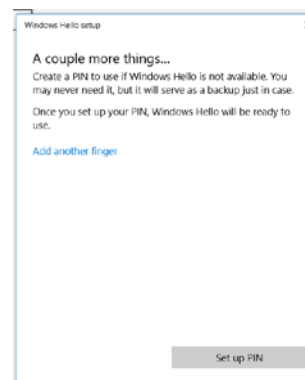 Windows Hello setup
A couple more things...
Create a PIN to use if Windows Hello is not available. You
may never need it, but it will serve as a backup just in case.
Once you set up your PIN, Windows Hello will be ready to
use.
Add another finger
Set up PIN